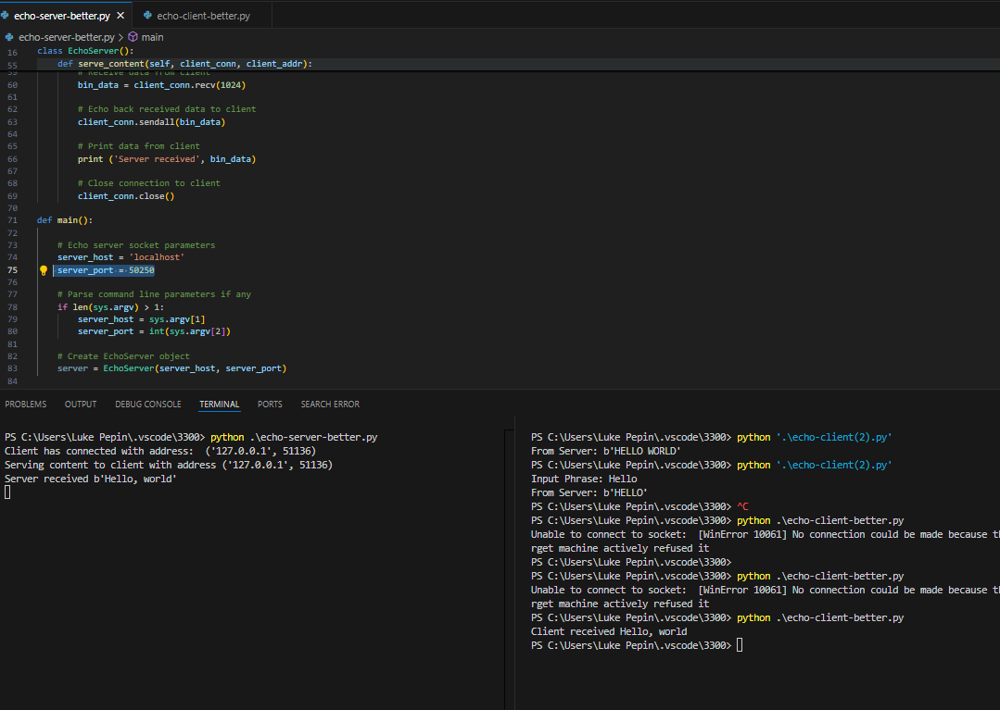 echo-server-better.py
echo-client-better.py
echo-server-better.py > main
16 class EchoServer():
55 def serve_content(self, client_conn, client_addr):
59 # Receive data from client
60 bin_data = client_conn.recv(1024)
61
62 # Echo back received data to client
63 client_conn.sendall(bin_data)
64
65 # Print data from client
66 print ('Server received', bin_data)
67
68 # Close connection to client
69 client_conn.close()
70
71 def main():
72
73 # Echo server socket parameters
74 server_host = 'localhost'
75 server_port = 50250
76
77 # Parse command line parameters if any
78 if len(sys.argv) > 1:
79 server_host = sys.argv[1]
80 server_port = int(sys.argv[2])
81
82 # Create EchoServer object
83 server = EchoServer(server_host, server_port)
84
PROBLEMS OUTPUT DEBUG CONSOLE TERMINAL PORTS SEARCH ERROR
PS C:\Users\Luke Pepin\.vscode\3300> python .\echo-server-better.py
Client has connected with address:  ('127.0.0.1', 51136)
Serving content to client with address ('127.0.0.1', 51136)
Server received b'Hello, world'
PS C:\Users\Luke Pepin\.vscode\3300> python '.\echo-client(2).py'
From Server: b'HELLO WORLD'
PS C:\Users\Luke Pepin\.vscode\3300> python '.\echo-client(2).py'
Input Phrase: Hello
From Server: b'HELLO'
PS C:\Users\Luke Pepin\.vscode\3300> ^C
PS C:\Users\Luke Pepin\.vscode\3300> python .\echo-client-better.py
Unable to connect to socket:  [WinError 10061] No connection could be made because th
rget machine actively refused it
PS C:\Users\Luke Pepin\.vscode\3300>
PS C:\Users\Luke Pepin\.vscode\3300> python .\echo-client-better.py
Unable to connect to socket:  [WinError 10061] No connection could be made because th
rget machine actively refused it
PS C:\Users\Luke Pepin\.vscode\3300> python .\echo-client-better.py
Client received Hello, world
PS C:\Users\Luke Pepin\.vscode\3300>